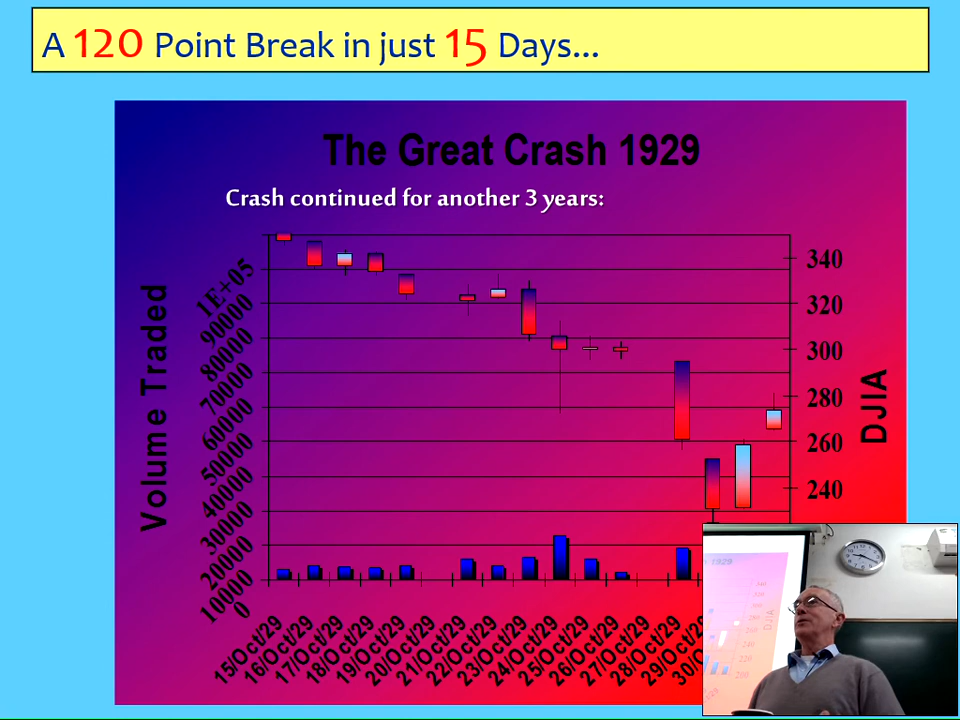 A 120 Point Break in just 15 Days...
The Great Crash 1929
Crash continued for another 3 years:
Volume Traded
1E+05
90000
80000
70000
60000
50000
40000
30000
20000
10000
0
340
320
300
280
260
240
DJIA
15/Oct/29
16/Oct/29
17/Oct/29
18/Oct/29
19/Oct/29
20/Oct/29
21/Oct/29
22/Oct/29
23/Oct/29
24/Oct/29
25/Oct/29
26/Oct/29
27/Oct/29
28/Oct/29
29/Oct/29
1929
DJIA